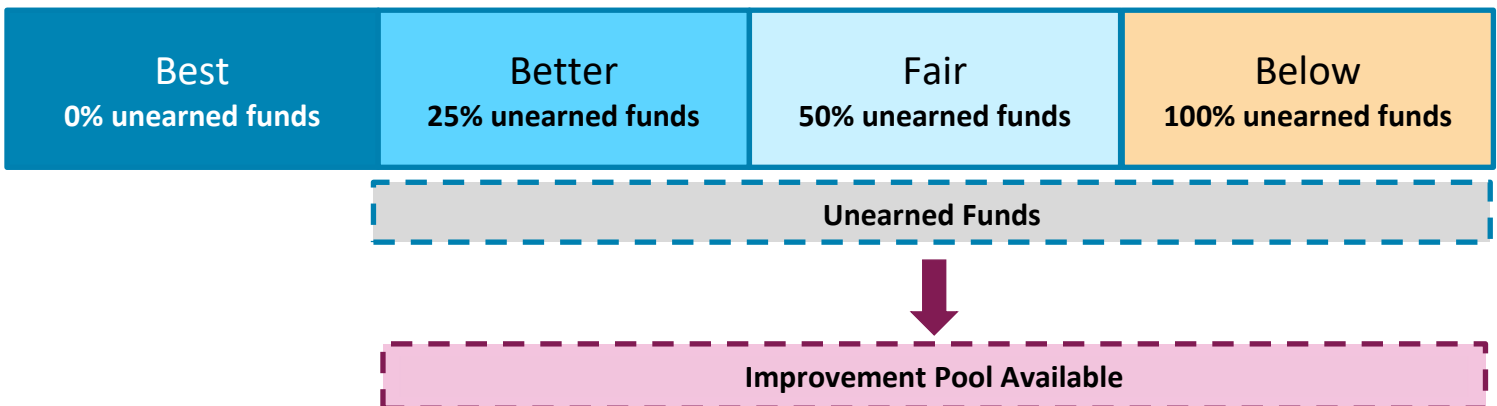 Best
0% unearned funds
Better
25% unearned funds
Fair
50% unearned funds
Below
100% unearned funds
Unearned Funds
Improvement Pool Available